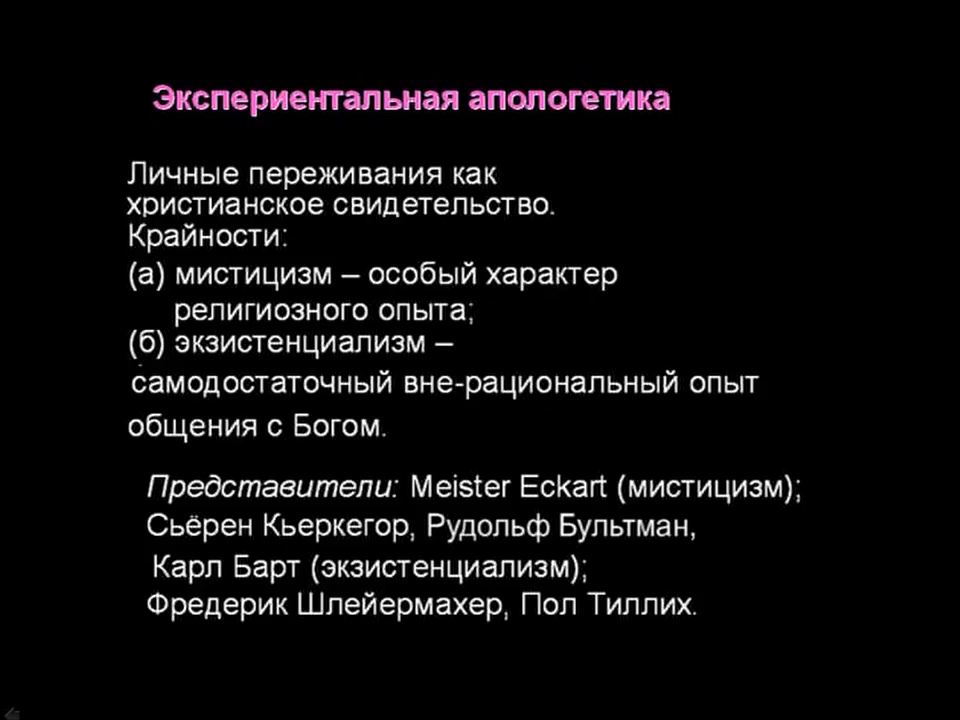 Экспериентальная апологетика
Личные переживания как
христианское свидетельство.
Крайности:
(а) мистицизм – особый характер
религиозного опыта;
(б) экзистенциализм –
самодостаточный вне-рациональный опыт
общения с Богом.
Представители: Meister Eckart (мистицизм);
Сьёрен Кьеркегор, Рудольф Бультман,
Карл Барт (экзистенциализм);
Фредерик Шлейермахер, Пол Тиллих.